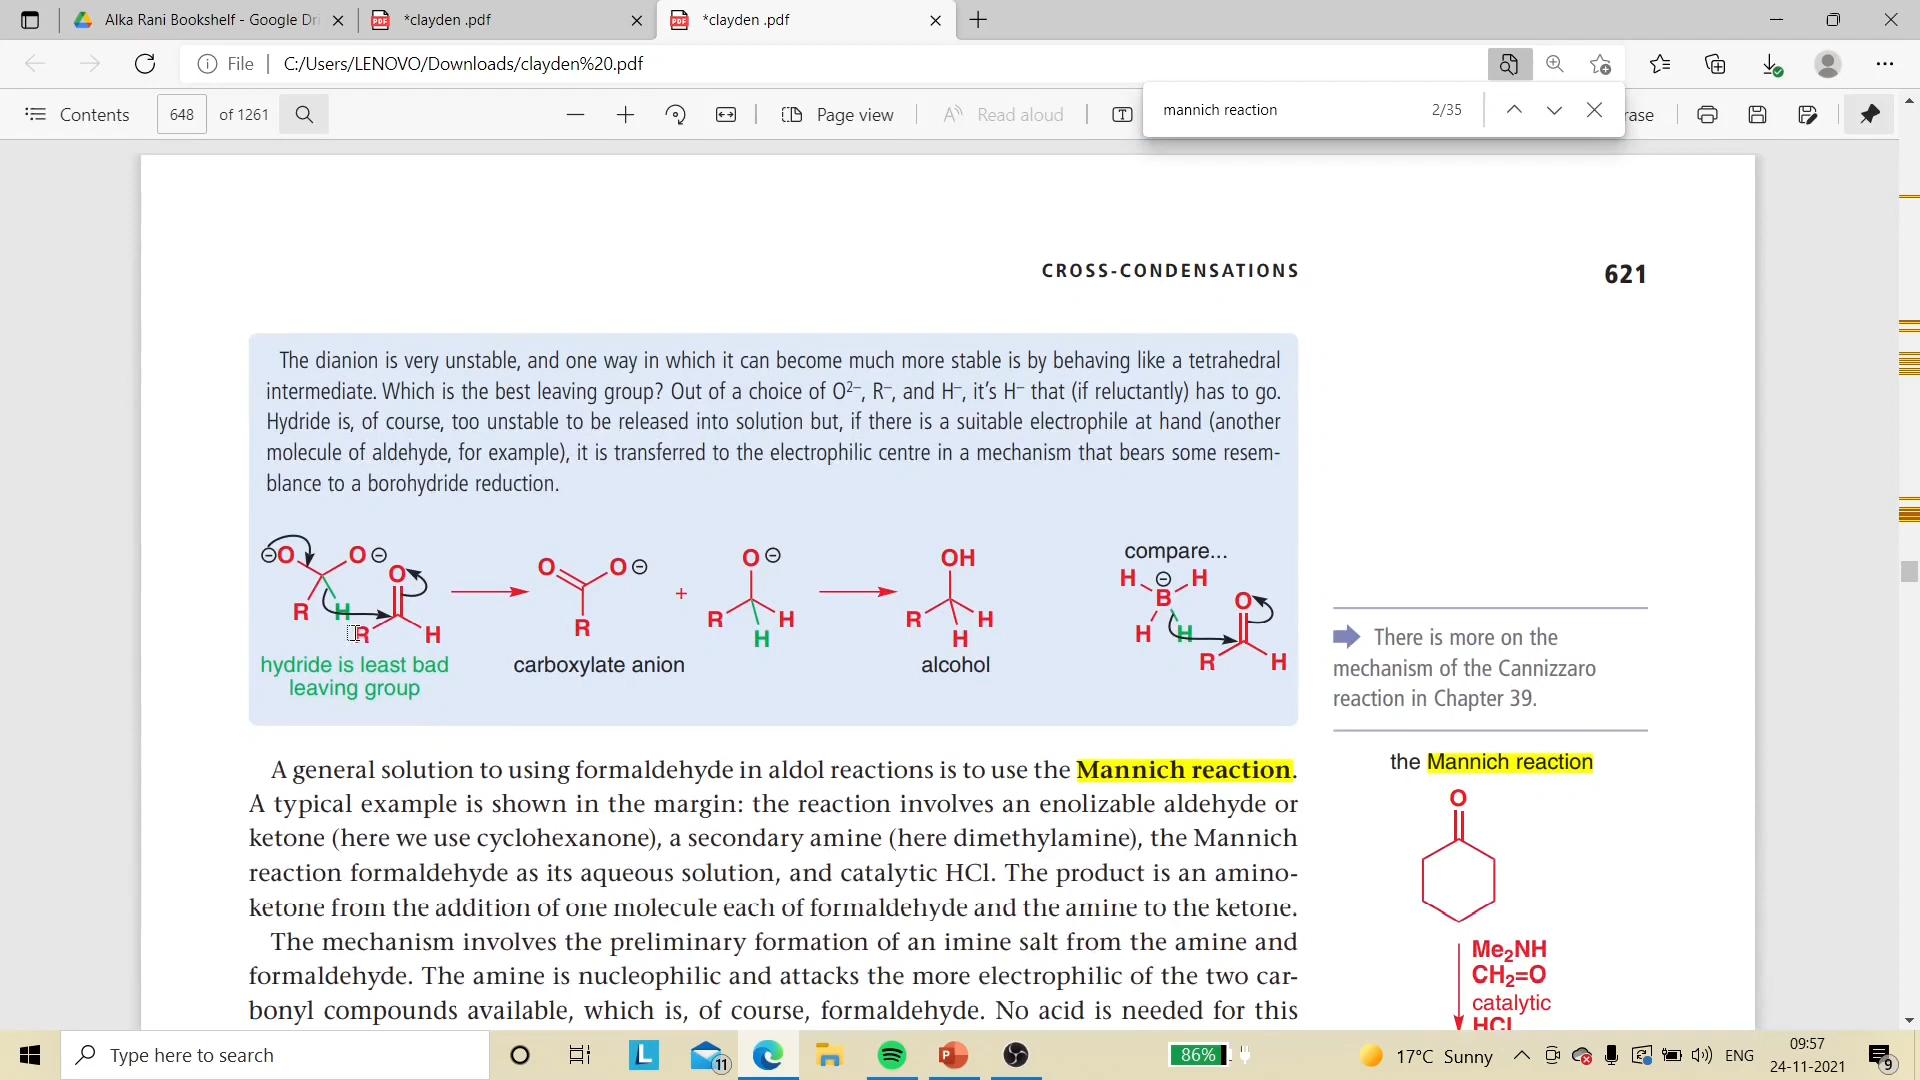 Alka Rani Bookshelf - Google Dri
*clayden .pdf
*clayden .pdf
File
C:/Users/LENOVO/Downloads/clayden%20.pdf
Contents
648 of 1261
Page view
Read aloud
mannich reaction 2/35
rase
CROSS-CONDENSATIONS 621
The dianion is very unstable, and one way in which it can become much more stable is by behaving like a tetrahedral
intermediate. Which is the best leaving group? Out of a choice of O²⁻, R⁻, and H⁻, it's H⁻ that (if reluctantly) has to go.
Hydride is, of course, too unstable to be released into solution but, if there is a suitable electrophile at hand (another
molecule of aldehyde, for example), it is transferred to the electrophilic centre in a mechanism that bears some resem-
blance to a borohydride reduction.
⊖O O⊖ O R H R H
hydride is least bad
leaving group
O O⊖ R
carboxylate anion
+
O⊖ R H H
OH R H H
alcohol
compare...
H ⊖ H B H H O R H
There is more on the
mechanism of the Cannizzaro
reaction in Chapter 39.
A general solution to using formaldehyde in aldol reactions is to use the Mannich reaction.
A typical example is shown in the margin: the reaction involves an enolizable aldehyde or
ketone (here we use cyclohexanone), a secondary amine (here dimethylamine), the Mannich
reaction formaldehyde as its aqueous solution, and catalytic HCl. The product is an amino-
ketone from the addition of one molecule each of formaldehyde and the amine to the ketone.
The mechanism involves the preliminary formation of an imine salt from the amine and
formaldehyde. The amine is nucleophilic and attacks the more electrophilic of the two car-
bonyl compounds available, which is, of course, formaldehyde. No acid is needed for this
the Mannich reaction
O
Me₂NH
CH₂=O
catalytic
HCl
Type here to search
L
11
P
86%
17°C Sunny
ENG
09:57
24-11-2021
9